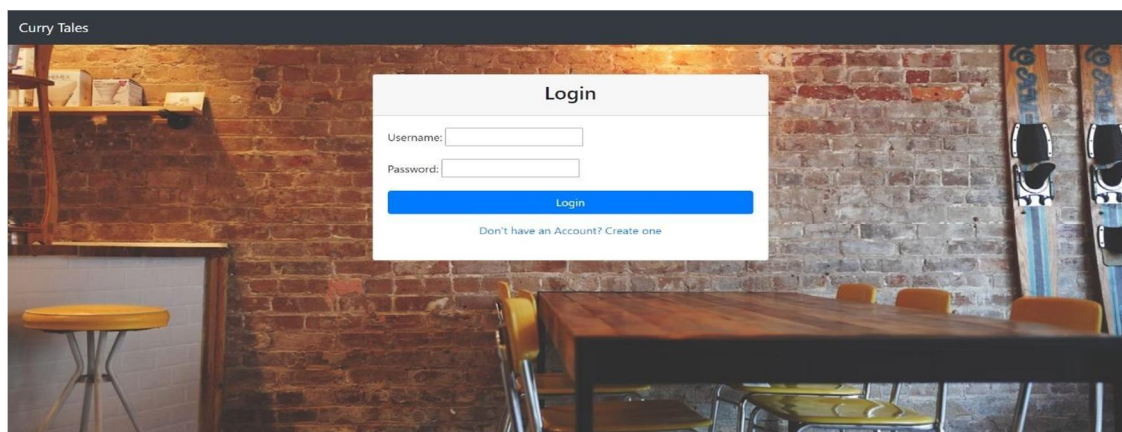 Curry Tales
Login
Username:
Password:
Login
Don't have an Account? Create one